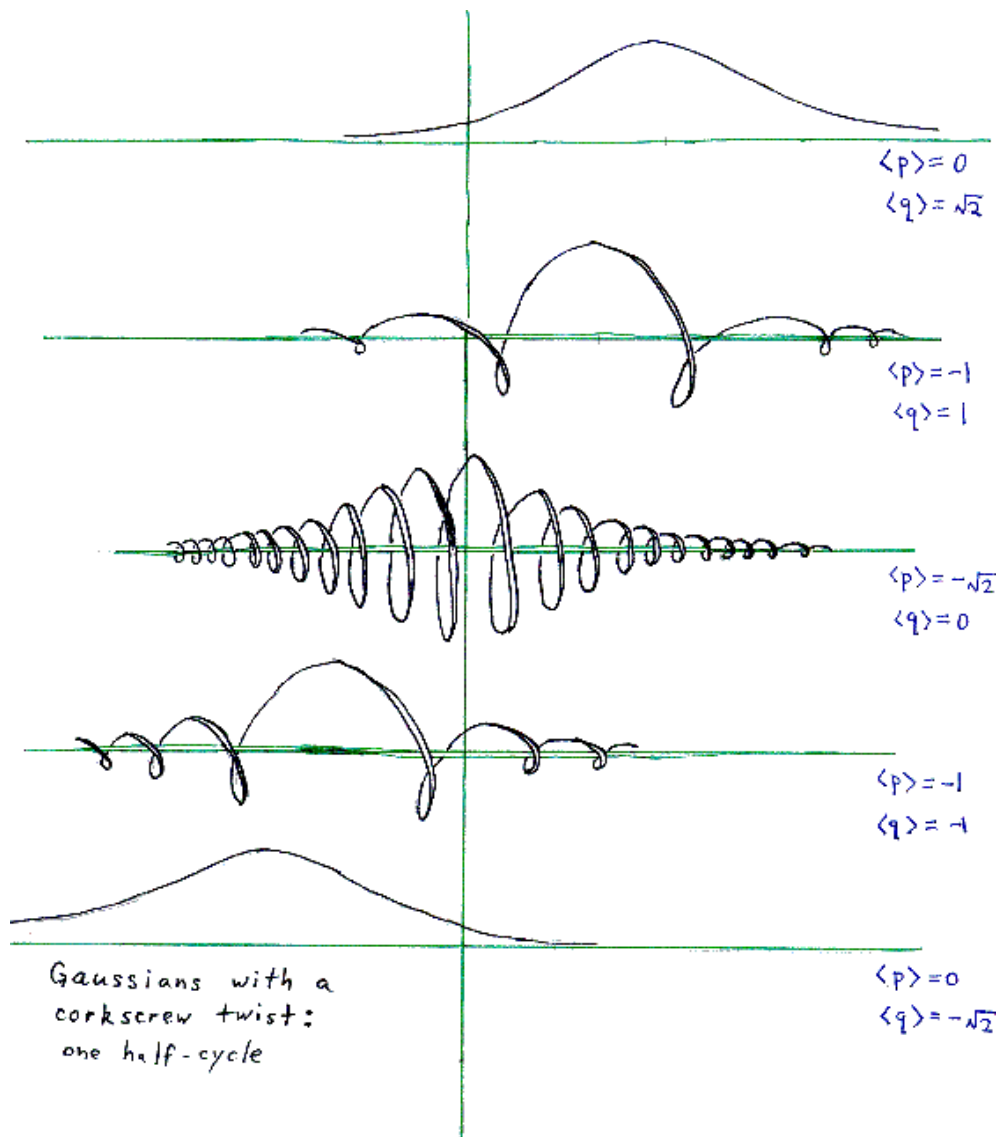 ⟨p⟩=0
⟨q⟩=√2
⟨p⟩=-1
⟨q⟩=1
⟨p⟩=-√2
⟨q⟩=0
⟨p⟩=-1
⟨q⟩=-1
Gaussians with a
corkscrew twist:
one half-cycle
⟨p⟩=0
⟨q⟩=-√2